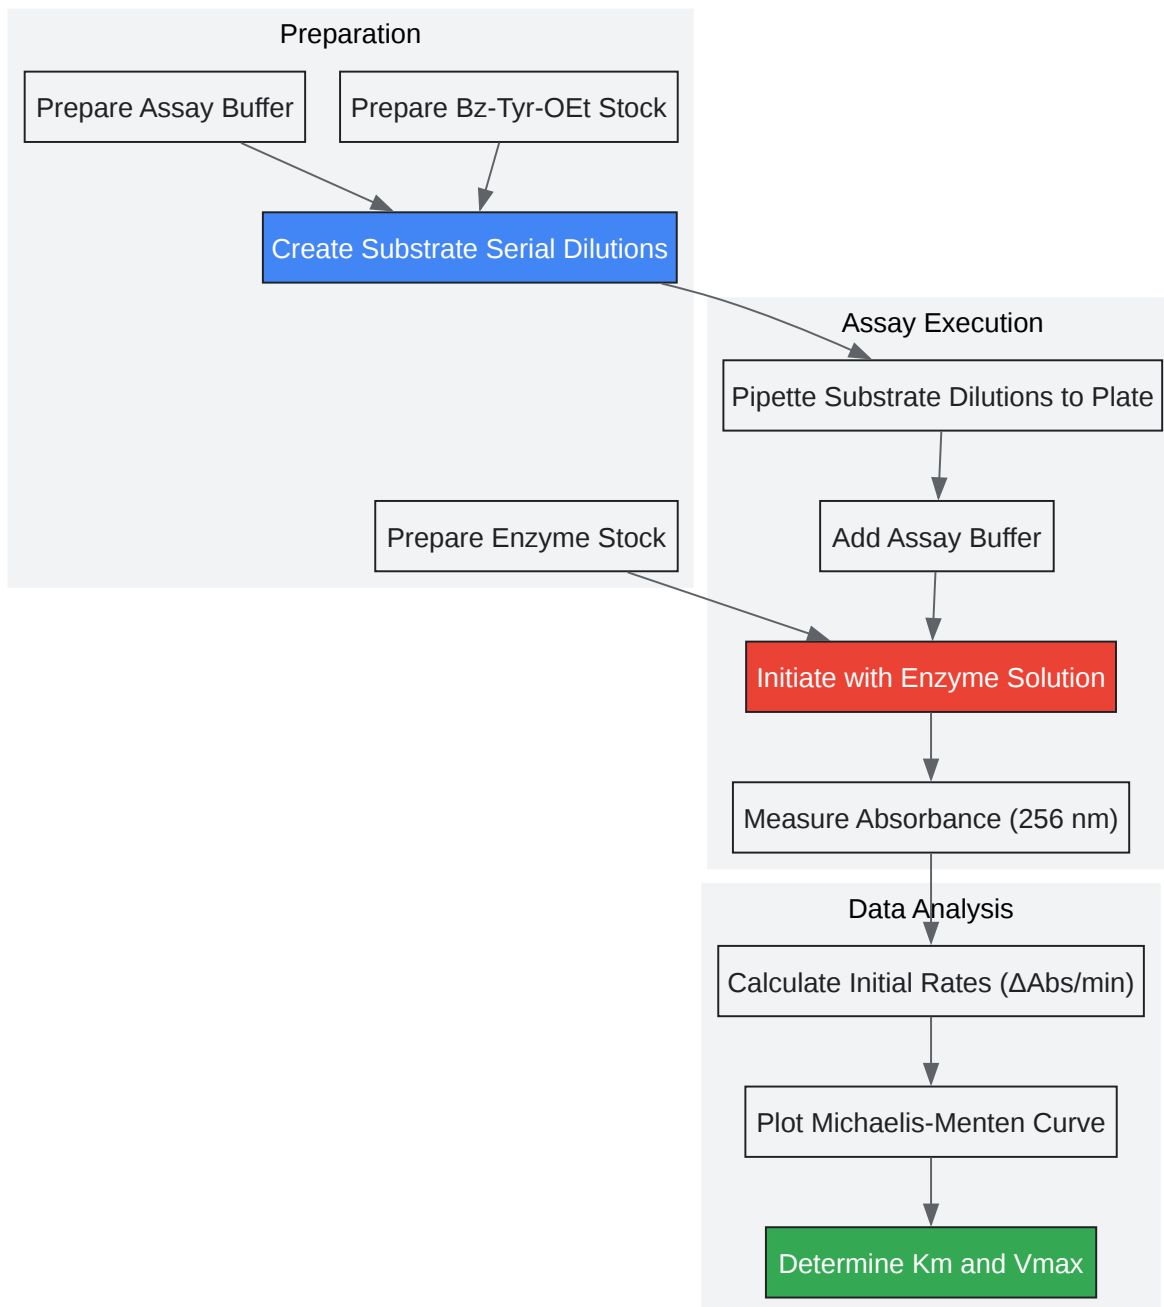 Preparation
Prepare Assay Buffer
Prepare Bz-Tyr-OEt Stock
Create Substrate Serial Dilutions
Prepare Enzyme Stock
Assay Execution
Pipette Substrate Dilutions to Plate
Add Assay Buffer
Initiate with Enzyme Solution
Measure Absorbance (256 nm)
Data Analysis
Calculate Initial Rates (ΔAbs/min)
Plot Michaelis-Menten Curve
Determine Km and Vmax